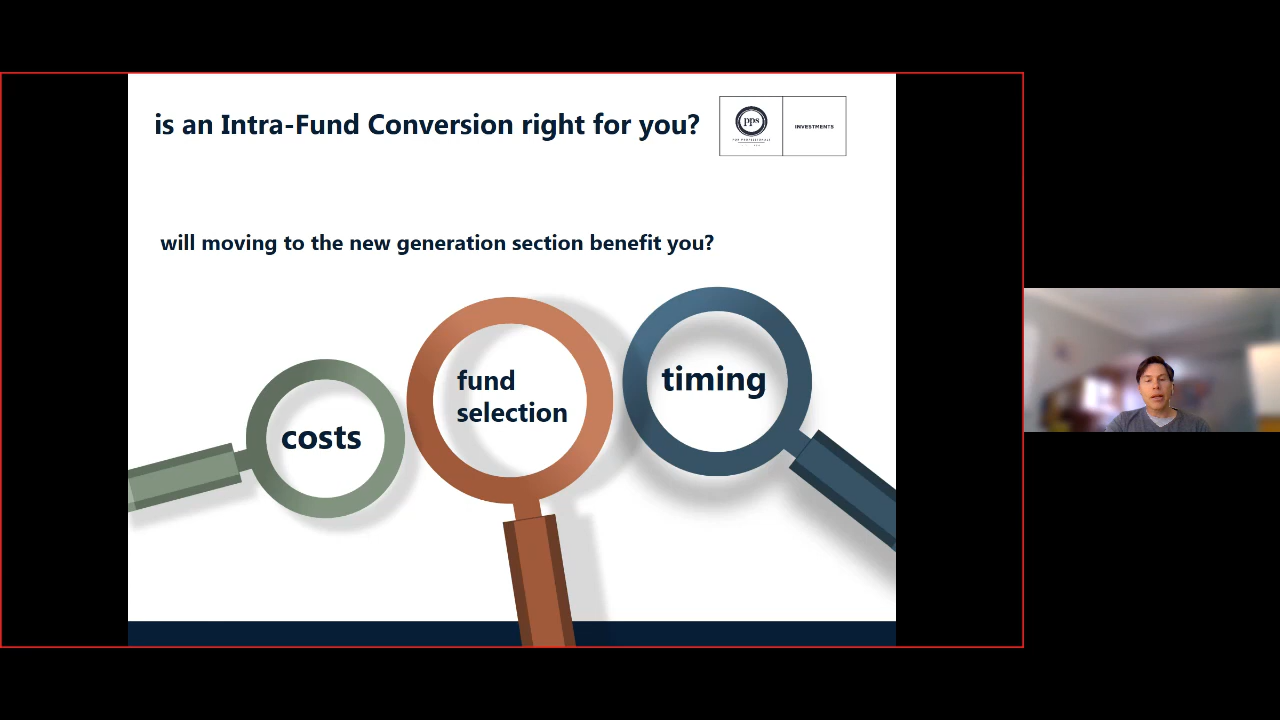 is an Intra-Fund Conversion right for you?
pps
INVESTMENTS
will moving to the new generation section benefit you?
costs
fund
selection
timing